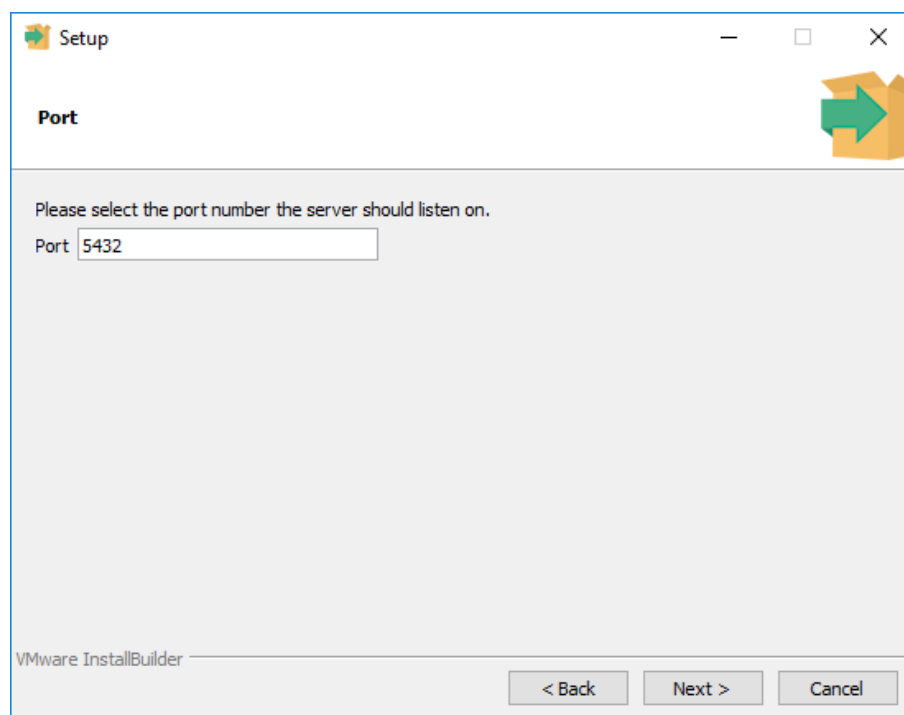 Setup
Port
Please select the port number the server should listen on.
Port 5432
VMware InstallBuilder
< Back Next > Cancel